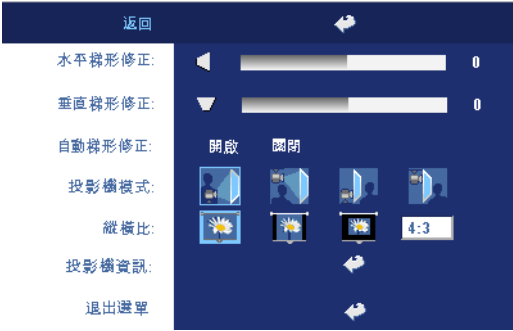 返回
水平梯形修正: 0
垂直梯形修正: 0
自動梯形修正: 開啟 關閉
投影機模式:
縱橫比: 4:3
投影機資訊:
退出選單